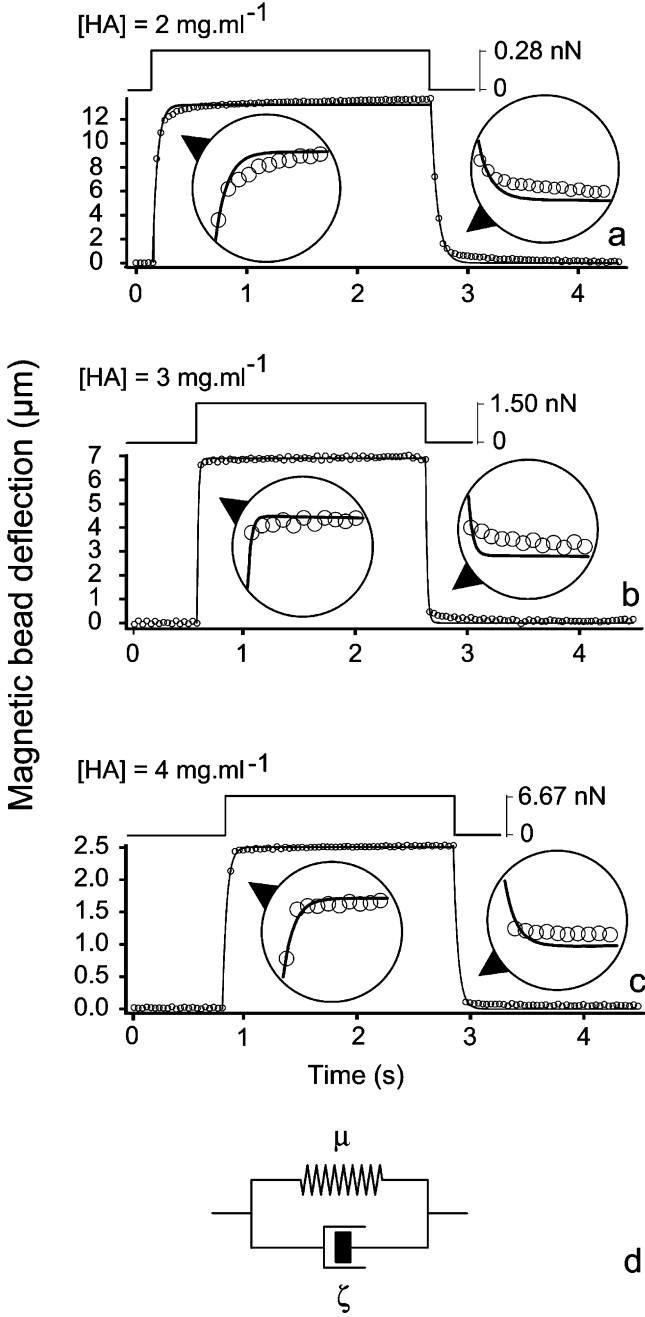 [HA] = 2 mg.ml-1
0.28 nN
0
12
10
8
6
4
2
0
a
0 1 2 3 4
[HA] = 3 mg.ml-1
1.50 nN
0
7
6
5
4
3
2
1
0
b
0 1 2 3 4
Magnetic bead deflection (µm)
[HA] = 4 mg.ml-1
6.67 nN
0
2.5
2.0
1.5
1.0
0.5
0.0
c
0 1 2 3 4
Time (s)
μ
ζ
d